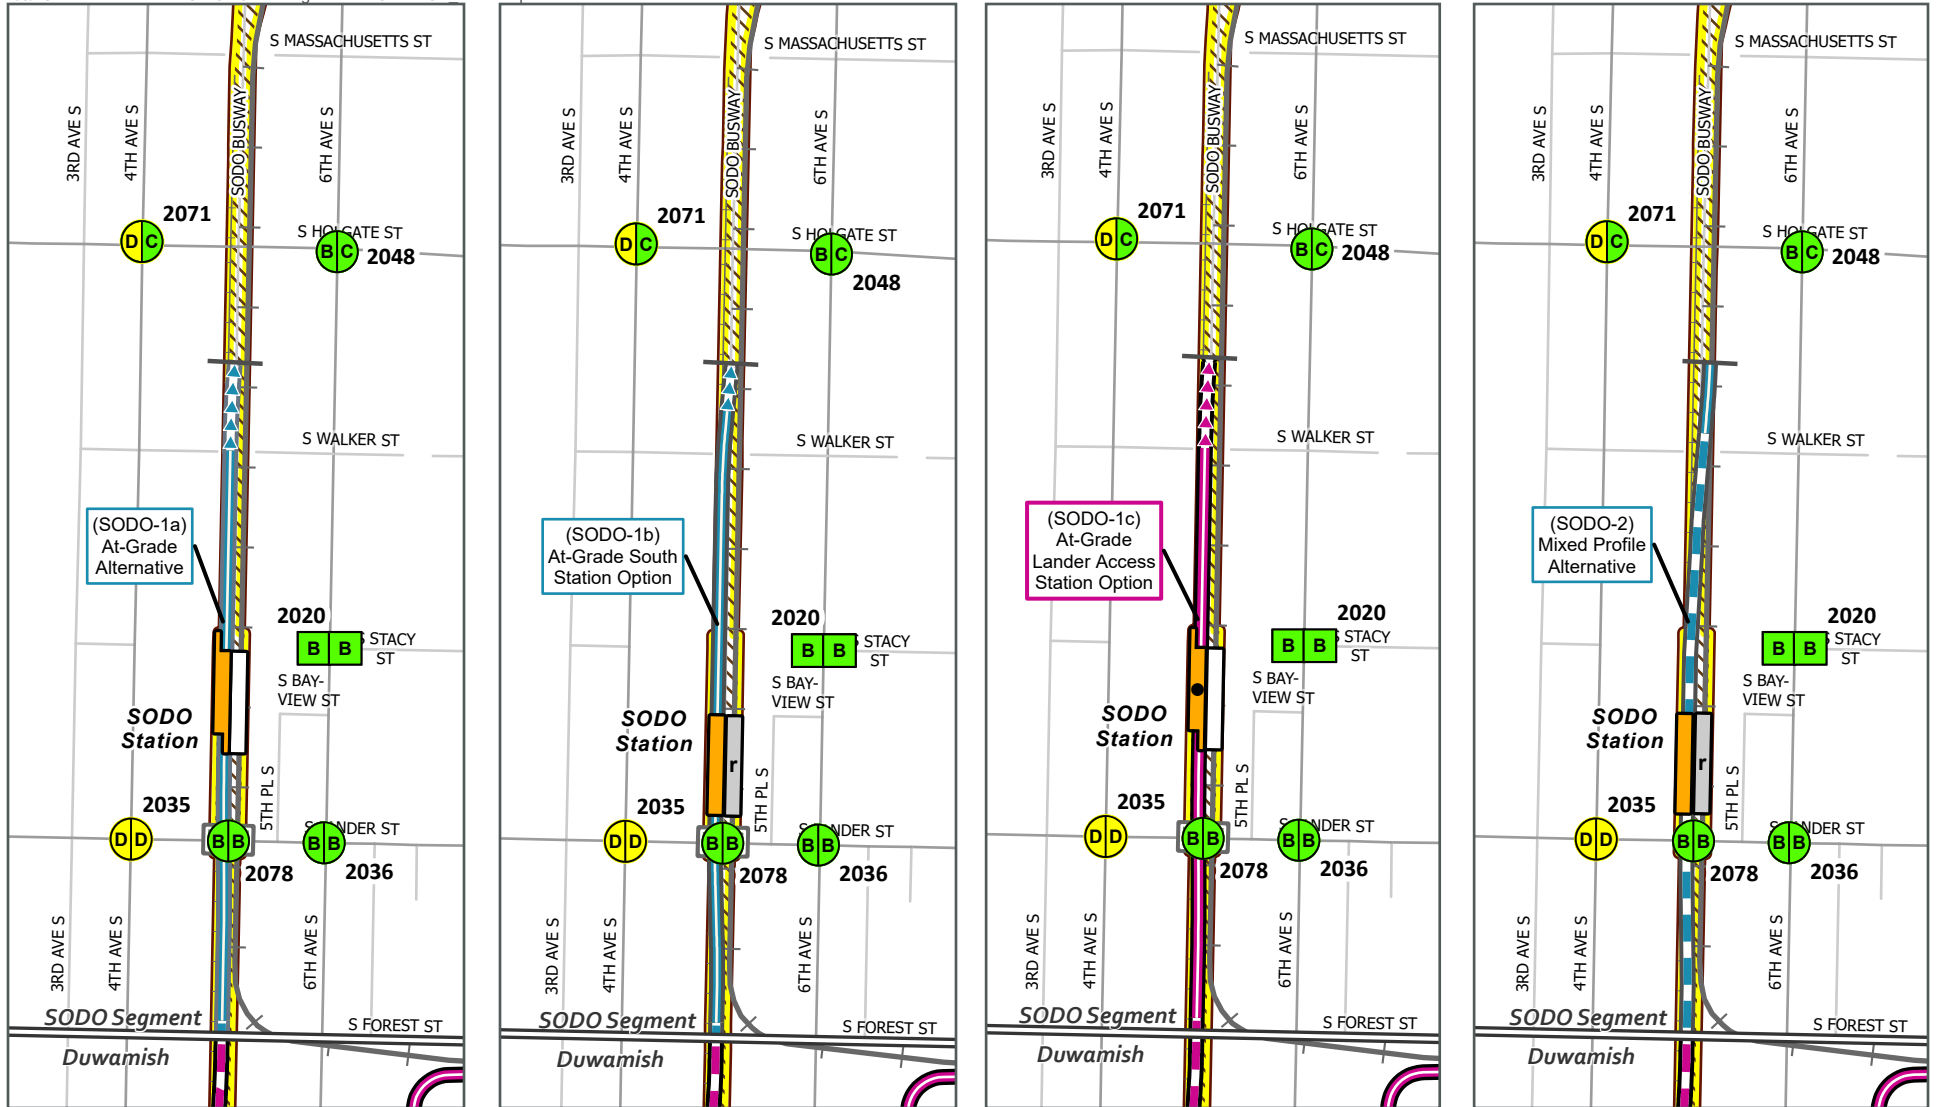 S MASSACHUSETTS ST
SODO BUSWAY
3RD AVE S
4TH AVE S
6TH AVE S
2071
D C
S HOLGATE ST
B C
2048
S WALKER ST
(SODO-1a)
At-Grade
Alternative
2020
B B
S STACY
ST
S BAY-
VIEW ST
SODO
Station
5TH PL S
2035
D D
B B
S LANDER ST
B B
2078
2036
3RD AVE S
4TH AVE S
6TH AVE S
SODO Segment
S FOREST ST
Duwamish
S MASSACHUSETTS ST
SODO BUSWAY
3RD AVE S
4TH AVE S
6TH AVE S
2071
D C
S HOLGATE ST
B C
2048
S WALKER ST
(SODO-1b)
At-Grade South
Station Option
2020
B B
S STACY
ST
S BAY-
VIEW ST
SODO
Station
r
5TH PL S
2035
D D
B B
S LANDER ST
B B
2078
2036
3RD AVE S
4TH AVE S
6TH AVE S
SODO Segment
S FOREST ST
Duwamish
S MASSACHUSETTS ST
SODO BUSWAY
3RD AVE S
4TH AVE S
6TH AVE S
2071
D C
S HOLGATE ST
B C
2048
S WALKER ST
(SODO-1c)
At-Grade
Lander Access
Station Option
2020
B B
S STACY
ST
S BAY-
VIEW ST
SODO
Station
5TH PL S
2035
D D
B B
S LANDER ST
B B
2078
2036
3RD AVE S
4TH AVE S
6TH AVE S
SODO Segment
S FOREST ST
Duwamish
S MASSACHUSETTS ST
SODO BUSWAY
3RD AVE S
4TH AVE S
6TH AVE S
2071
D C
S HOLGATE ST
B C
2048
S WALKER ST
(SODO-2)
Mixed Profile
Alternative
2020
B B
S STACY
ST
S BAY-
VIEW ST
SODO
Station
r
5TH PL S
2035
D D
B B
S LANDER ST
B B
2078
2036
3RD AVE S
4TH AVE S
6TH AVE S
SODO Segment
S FOREST ST
Duwamish